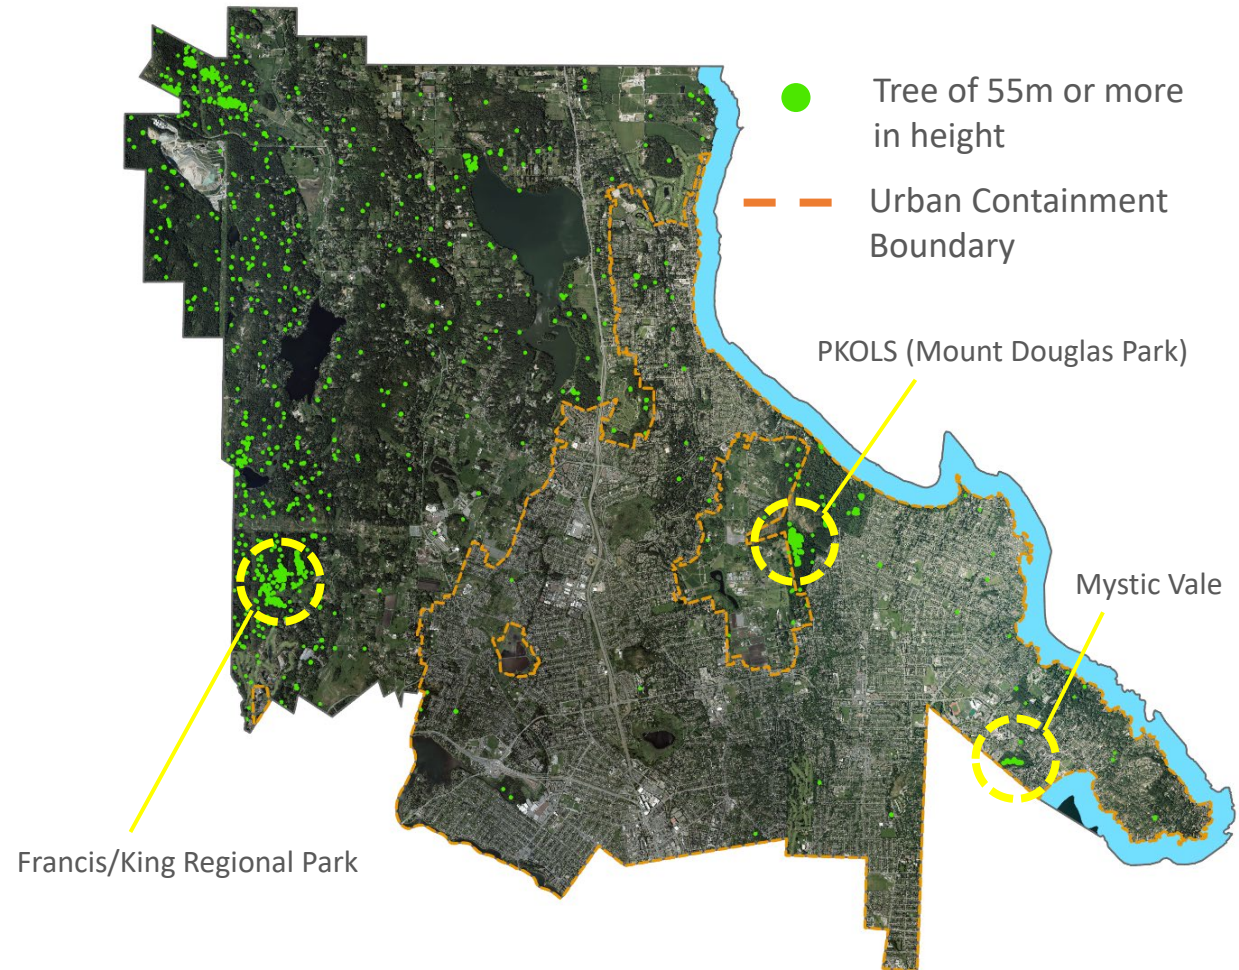 Tree of 55m or more
in height
Urban Containment
Boundary
PKOLS (Mount Douglas Park)
Mystic Vale
Francis/King Regional Park